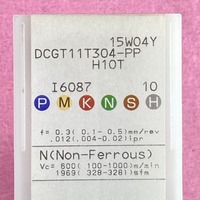 15W04Y
DCGT11T304-PP
H10T
I6087 10
P M K N S H
f= 0.3( 0.1- 0.5)mm/rev
.012(.004-0.02)ipr
N(Non-Ferrous)
Vc= 600( 100-1000)m/min
1969( 328-3281)sfm